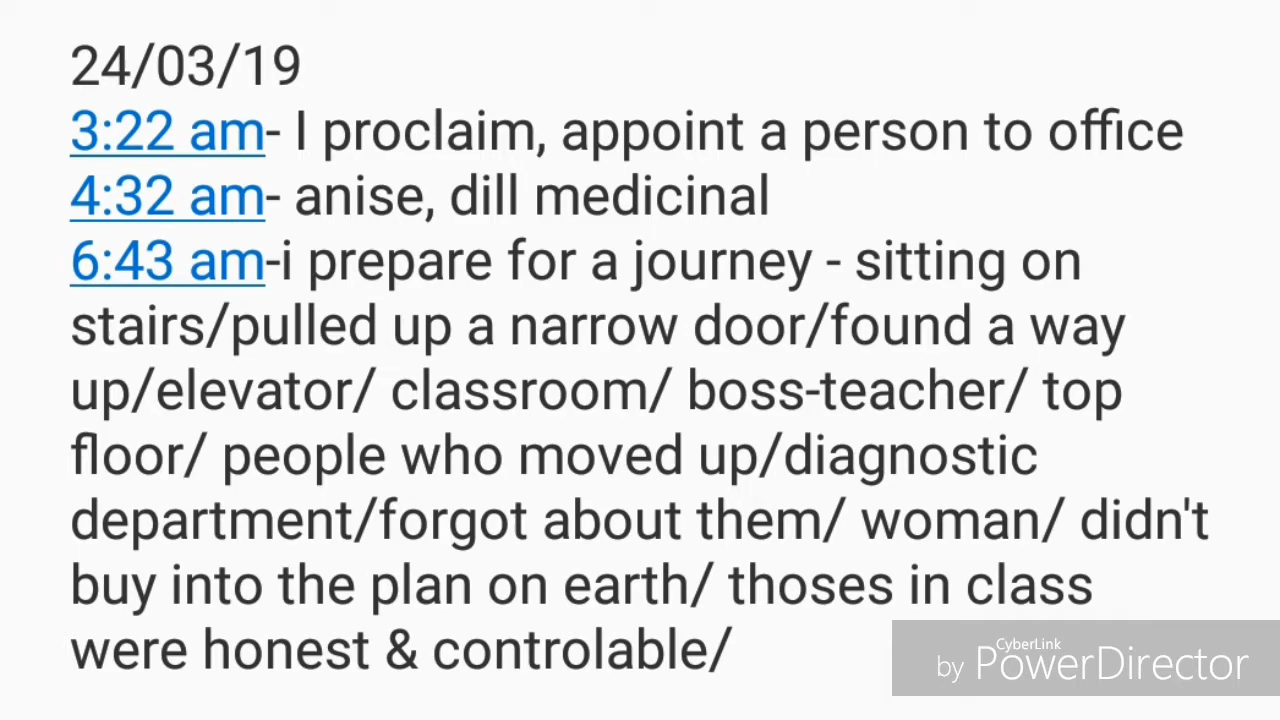 24/03/19
3:22 am- I proclaim, appoint a person to office
4:32 am- anise, dill medicinal
6:43 am-i prepare for a journey - sitting on
stairs/pulled up a narrow door/found a way
up/elevator/ classroom/ boss-teacher/ top
floor/ people who moved up/diagnostic
department/forgot about them/ woman/ didn't
buy into the plan on earth/ thoses in class
were honest & controlable/
CyberLink
by PowerDirector